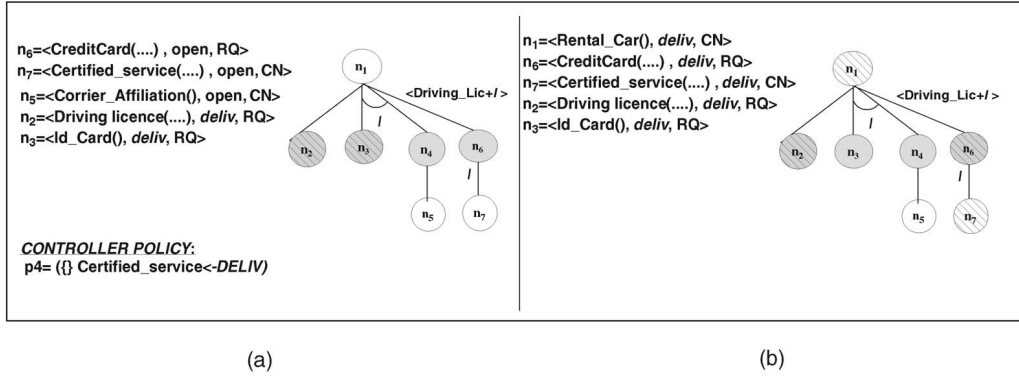 n6=<CreditCard(....) , open, RQ>
n7=<Certified_service(....) , open, CN>
n5=<Corrier_Affiliation(), open, CN>
n2=<Driving licence(....), deliv, RQ>
n3=<Id_Card(), deliv, RQ>
n1
<Driving_Lic+l >
l
n2
n3
n4
n6
l
n5
n7
CONTROLLER POLICY:
p4= ({} Certified_service<-DELIV)
(a)
n1=<Rental_Car(), deliv, CN>
n6=<CreditCard(....) , deliv, RQ>
n7=<Certified_service(....) , deliv, CN>
n2=<Driving licence(....), deliv, RQ>
n3=<Id_Card(), deliv, RQ>
n1
<Driving_Lic+l >
l
n2
n3
n4
n6
l
n5
n7
(b)